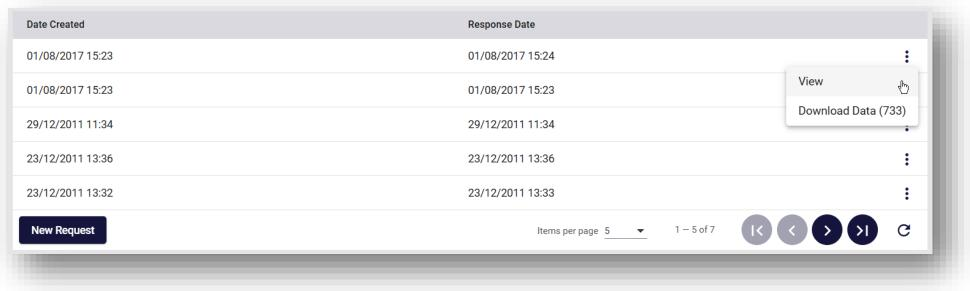 Date Created Response Date
01/08/2017 15:23 01/08/2017 15:24
View
01/08/2017 15:23 01/08/2017 15:23
Download Data (733)
29/12/2011 11:34 29/12/2011 11:34
23/12/2011 13:36 23/12/2011 13:36
23/12/2011 13:32 23/12/2011 13:33
New Request Items per page 5 1 – 5 of 7